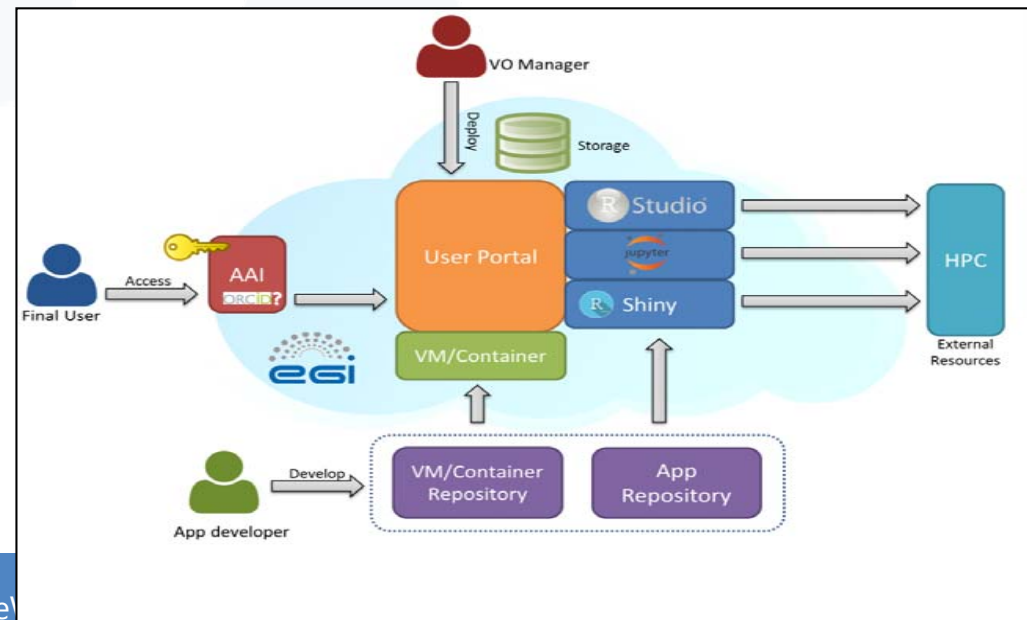 VO Manager
Deploy
Storage
R Studio
User Portal
jupyter
HPC
AAI
ORCID?
Access
Final User
R Shiny
External
Resources
VM/Container
egi
Develop
VM/Container
Repository
App
Repository
App developer